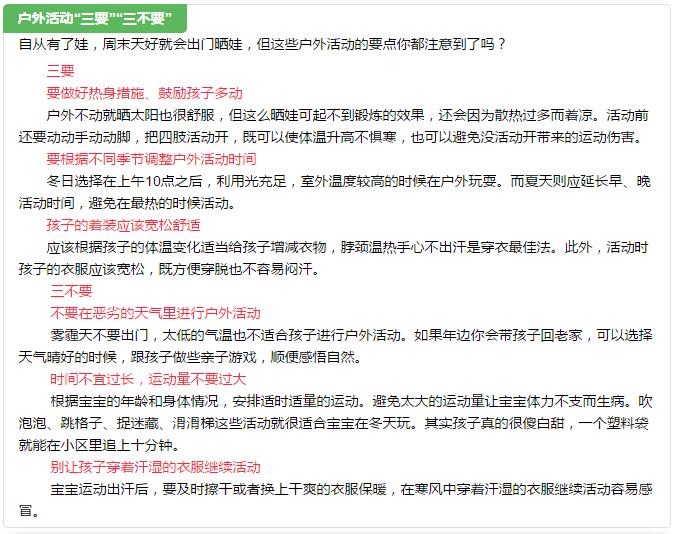 户外活动“三要”“三不要”
自从有了娃，周末天好就会出门晒娃，但这些户外活动的要点你都注意到了吗？
三要
要做好热身措施、鼓励孩子多动
户外不动就晒太阳也很舒服，但这么晒娃可起不到锻炼的效果，还会因为散热过多而着凉。活动前
还要动动手动动脚，把四肢活动开，既可以使体温升高不惧寒，也可以避免没活动开带来的运动伤害。
要根据不同季节调整户外活动时间
冬日选择在上午10点之后，利用光充足，室外温度较高的时候在户外玩耍。而夏天则应延长早、晚
活动时间，避免在最热的时候活动。
孩子的着装应该宽松舒适
应该根据孩子的体温变化适当给孩子增减衣物，脖颈温热手心不出汗是穿衣最佳法。此外，活动时
孩子的衣服应该宽松，既方便穿脱也不容易闷汗。
三不要
不要在恶劣的天气里进行户外活动
雾霾天不要出门，太低的气温也不适合孩子进行户外活动。如果年边你会带孩子回老家，可以选择
天气晴好的时候，跟孩子做些亲子游戏，顺便感悟自然。
时间不宜过长，运动量不要过大
根据宝宝的年龄和身体情况，安排适时适量的运动。避免太大的运动量让宝宝体力不支而生病。吹
泡泡、跳格子、捉迷藏、滑滑梯这些活动就很适合宝宝在冬天玩。其实孩子真的很傻白甜，一个塑料袋
就能在小区里追上十分钟。
别让孩子穿着汗湿的衣服继续活动
宝宝运动出汗后，要及时擦干或者换上干爽的衣服保暖，在寒风中穿着汗湿的衣服继续活动容易感
冒。